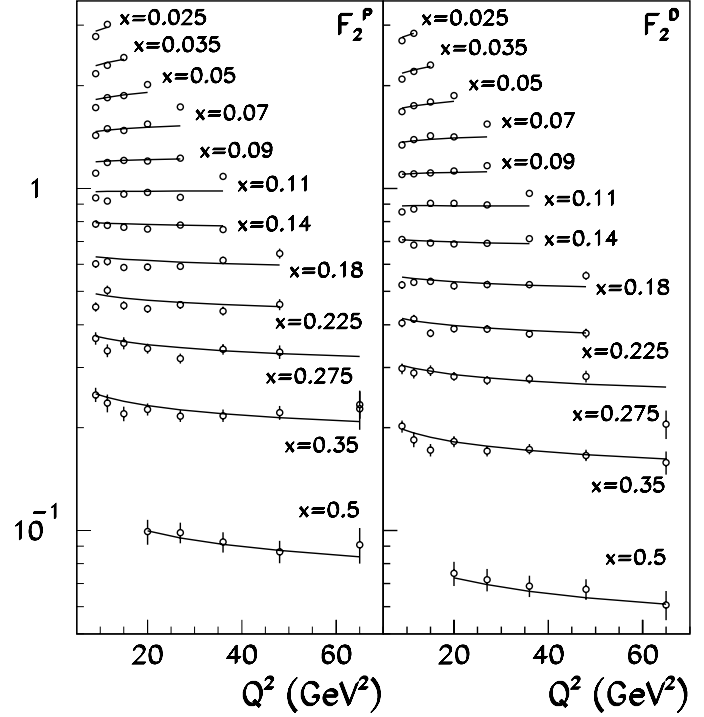 F₂ᴾ
x=0.025
x=0.035
x=0.05
x=0.07
x=0.09
x=0.11
x=0.14
x=0.18
x=0.225
x=0.275
x=0.35
x=0.5
F₂ᴰ
x=0.025
x=0.035
x=0.05
x=0.07
x=0.09
x=0.11
x=0.14
x=0.18
x=0.225
x=0.275
x=0.35
x=0.5
1
10⁻¹
20 40 60 20 40 60
Q² (GeV²) Q² (GeV²)